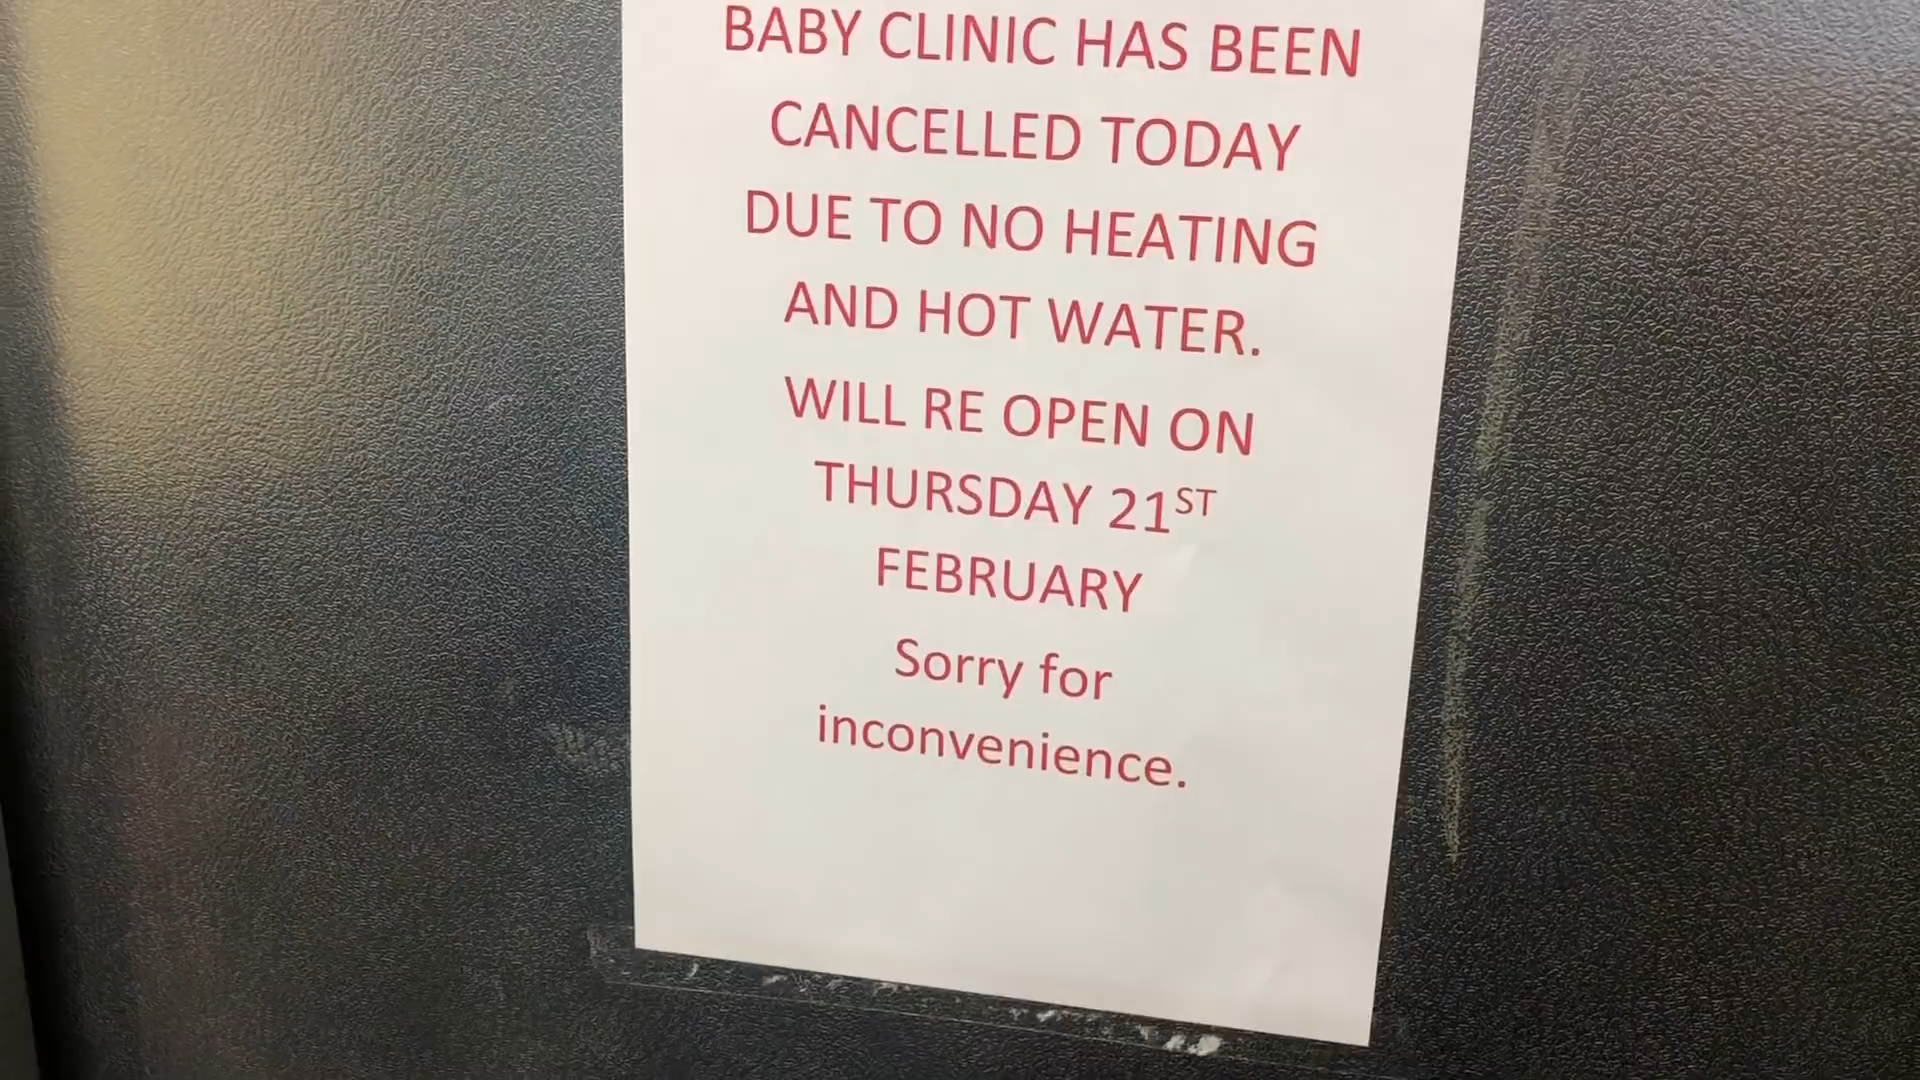 BABY CLINIC HAS BEEN
CANCELLED TODAY
DUE TO NO HEATING
AND HOT WATER.
WILL RE OPEN ON
THURSDAY 21ST
FEBRUARY
Sorry for
inconvenience.